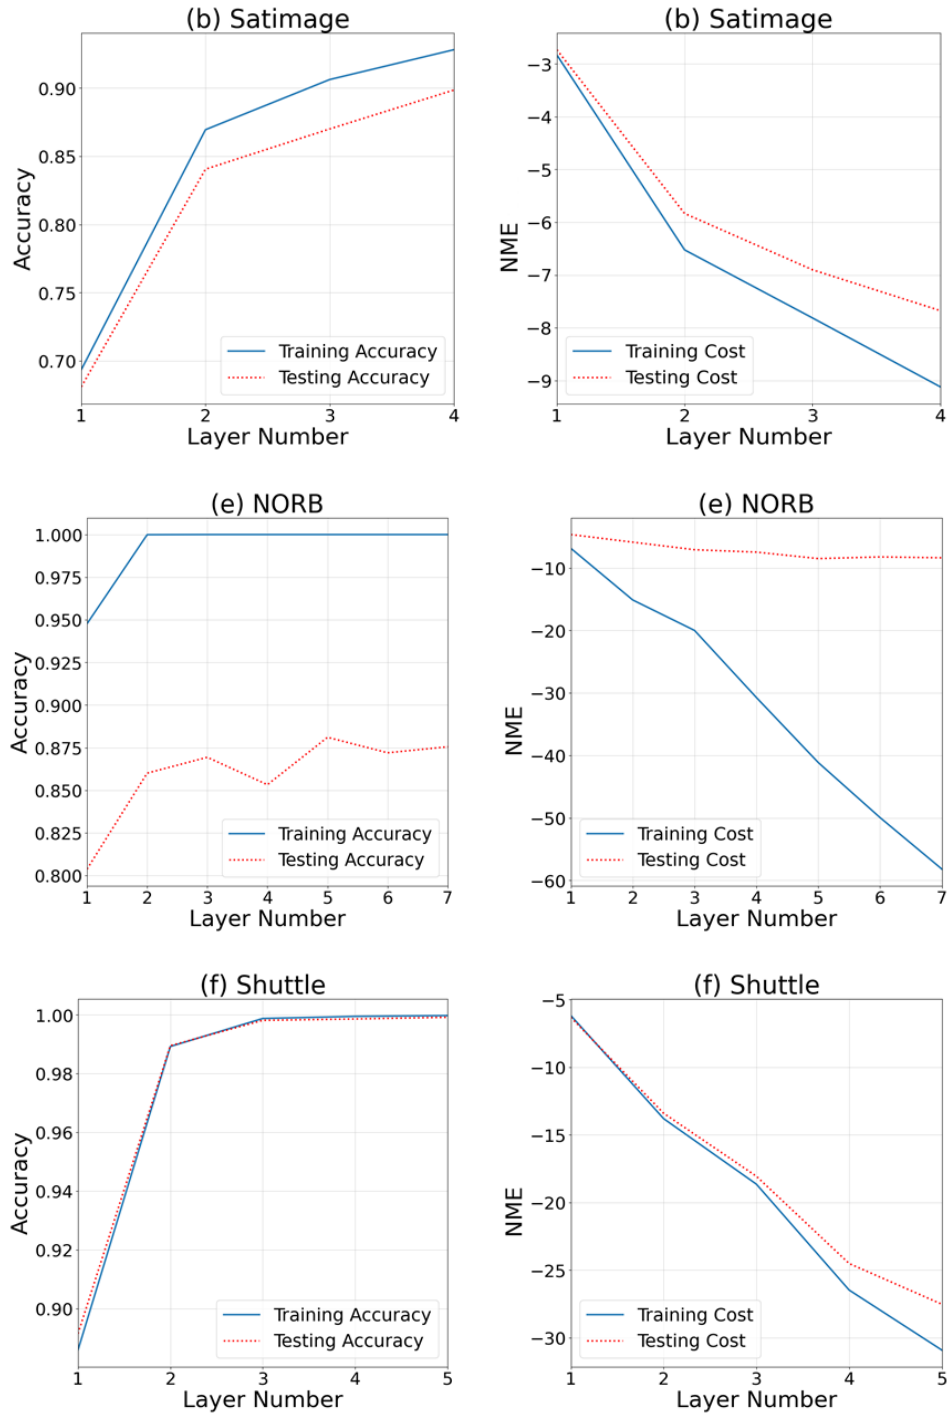 (b) Satimage
Accuracy
0.90
0.85
0.80
0.75
0.70
Training Accuracy
Testing Accuracy
1 2 3 4
Layer Number
(b) Satimage
NME
−3
−4
−5
−6
−7
−8
−9
Training Cost
Testing Cost
1 2 3 4
Layer Number
(e) NORB
Accuracy
1.000
0.975
0.950
0.925
0.900
0.875
0.850
0.825
0.800
Training Accuracy
Testing Accuracy
1 2 3 4 5 6 7
Layer Number
(e) NORB
NME
−10
−20
−30
−40
−50
−60
Training Cost
Testing Cost
1 2 3 4 5 6 7
Layer Number
(f) Shuttle
Accuracy
1.00
0.98
0.96
0.94
0.92
0.90
Training Accuracy
Testing Accuracy
1 2 3 4 5
Layer Number
(f) Shuttle
NME
−5
−10
−15
−20
−25
−30
Training Cost
Testing Cost
1 2 3 4 5
Layer Number